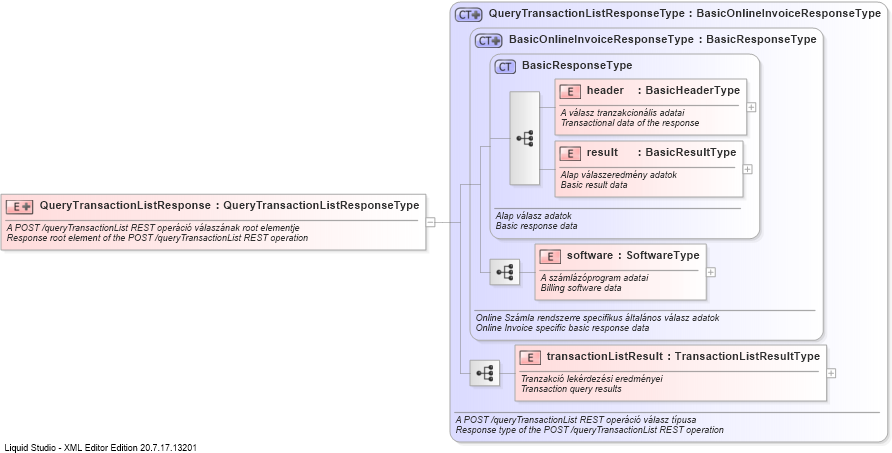 CT QueryTransactionListResponseType : BasicOnlineInvoiceResponseType
CT BasicOnlineInvoiceResponseType : BasicResponseType
CT BasicResponseType
E header : BasicHeaderType
A válasz tranzakcionális adatai
Transactional data of the response
E result : BasicResultType
Alap válaszeredmény adatok
Basic result data
Alap válasz adatok
Basic response data
E QueryTransactionListResponse : QueryTransactionListResponseType
A POST /queryTransactionList REST operáció válaszának root elementje
Response root element of the POST /queryTransactionList REST operation
E software : SoftwareType
A számlázóprogram adatai
Billing software data
Online Számla rendszerre specifikus általános válasz adatok
Online Invoice specific basic response data
E transactionListResult : TransactionListResultType
Tranzakció lekérdezési eredményei
Transaction query results
A POST /queryTransactionList REST operáció válasz típusa
Response type of the POST /queryTransactionList REST operation
Liquid Studio - XML Editor Edition 20.7.17.13201